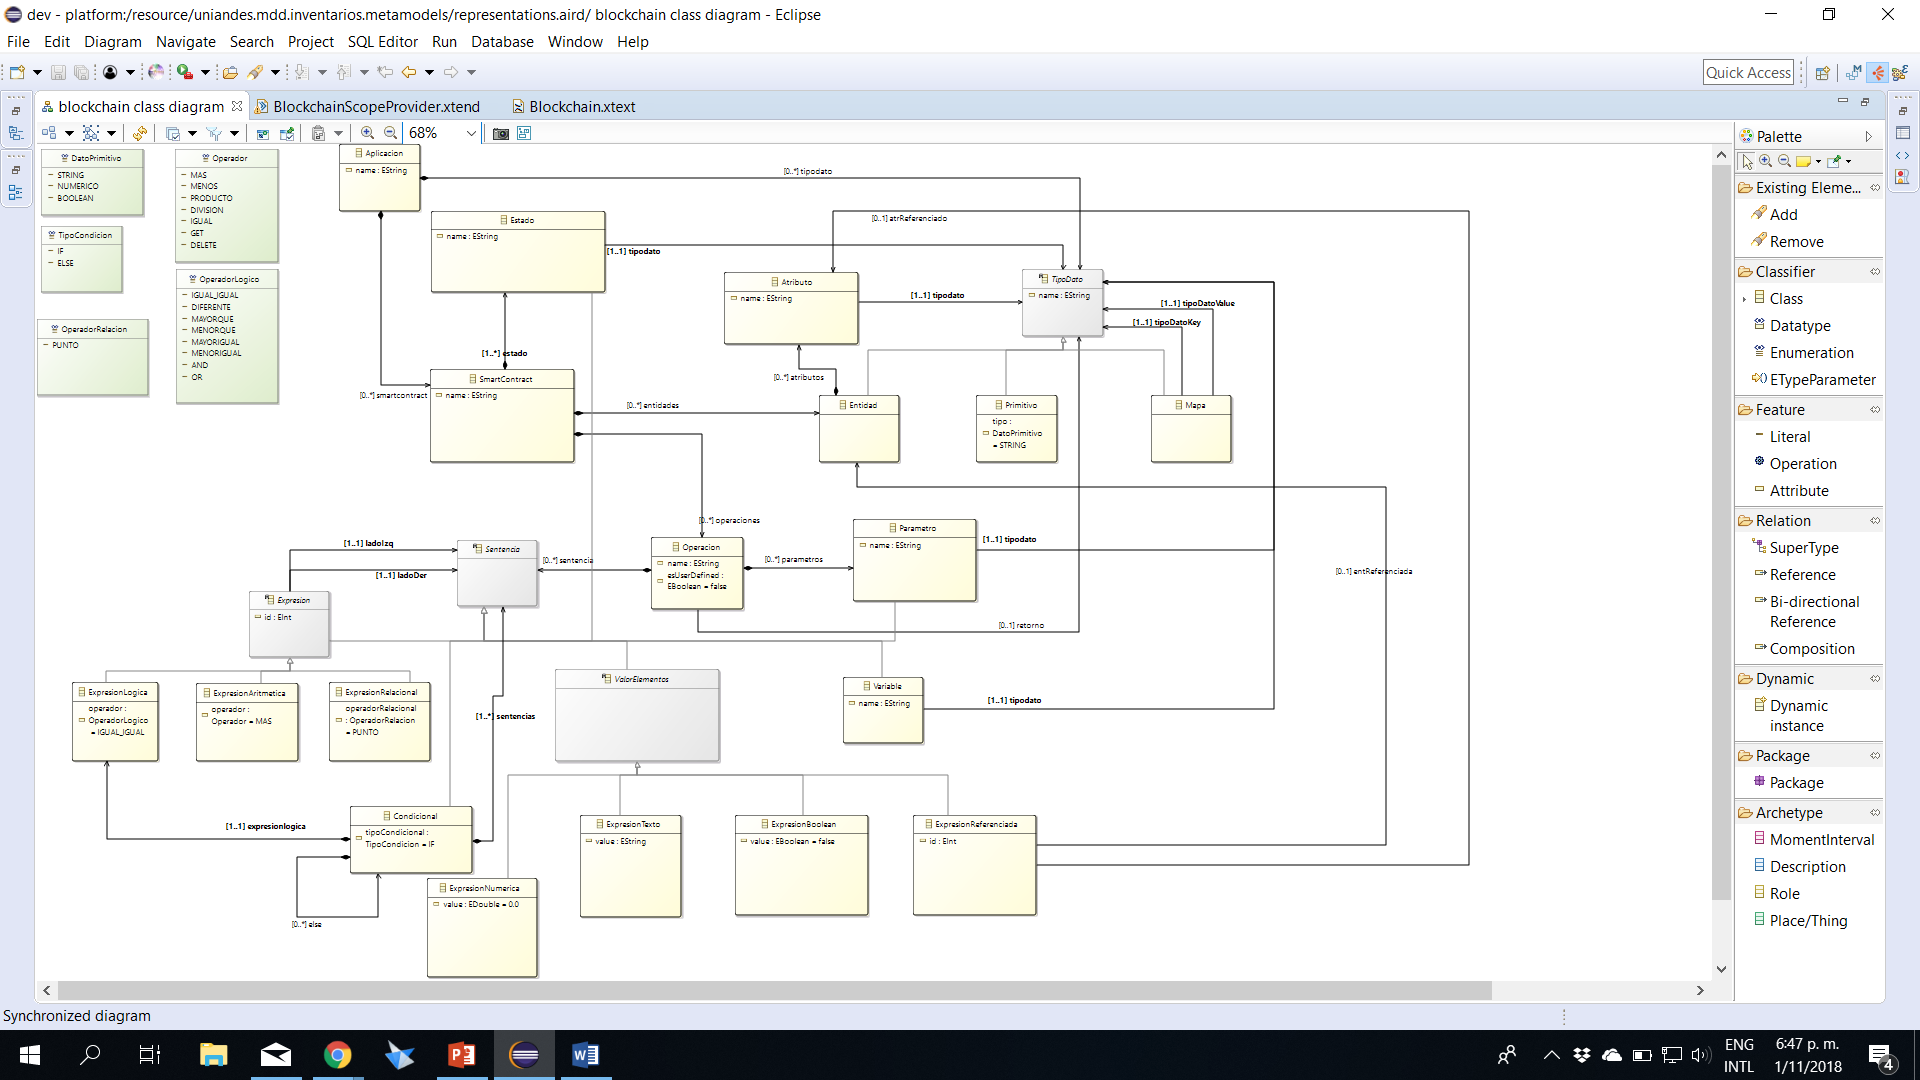 dev - platform:/resource/uniandes.mdd.inventarios.metamodels/representations.aird/ blockchain class diagram - Eclipse
File Edit Diagram Navigate Search Project SQL Editor Run Database Window Help
Quick Access
blockchain class diagram
BlockchainScopeProvider.xtend
Blockchain.xtext
68%
DatoPrimitivo
STRING
NUMERICO
BOOLEAN
Operador
MAS
MENOS
PRODUCTO
DIVISION
IGUAL
GET
DELETE
TipoCondicion
IF
ELSE
OperadorLogico
IGUAL_IGUAL
DIFERENTE
MAYORQUE
MENORQUE
MAYORIGUAL
MENORIGUAL
AND
OR
OperadorRelacion
PUNTO
Aplicacion
name : EString
[0..*] tipodato
Estado
name : EString
[1..1] tipodato
[0..1] atrReferenciado
Atributo
name : EString
[1..1] tipodato
TipoDato
name : EString
[1..1] tipoDatoValue
[1..1] tipoDatoKey
[1..*] estado
[0..*] smartcontract
SmartContract
name : EString
[0..*] atributos
[0..*] entidades
Entidad
Primitivo
tipo :
DatoPrimitivo
= STRING
Mapa
[0..*] operaciones
[1..1] ladoIzq
[1..1] ladoDer
Sentencia
[0..*] sentencia
Operacion
name : EString
esUserDefined :
EBoolean = false
[0..*] parametros
Parametro
name : EString
[1..1] tipodato
[0..1] entReferenciada
[0..1] retorno
Expresion
id : EInt
ExpresionLogica
operador :
OperadorLogico
= IGUAL_IGUAL
ExpresionAritmetica
operador :
Operador = MAS
ExpresionRelacional
operadorRelacional
: OperadorRelacion
= PUNTO
[1..*] sentencias
ValorElementos
Variable
name : EString
[1..1] tipodato
[1..1] expresionlogica
Condicional
tipoCondicional :
TipoCondicion = IF
[0..*] else
ExpresionNumerica
value : EDouble = 0.0
ExpresionTexto
value : EString
ExpresionBoolean
value : EBoolean = false
ExpresionReferenciada
id : EInt
Palette
Existing Eleme...
Add
Remove
Classifier
Class
Datatype
Enumeration
ETypeParameter
Feature
Literal
Operation
Attribute
Relation
SuperType
Reference
Bi-directional
Reference
Composition
Dynamic
Dynamic
instance
Package
Package
Archetype
MomentInterval
Description
Role
Place/Thing
Synchronized diagram
ENG
INTL
6:47 p. m.
1/11/2018
4